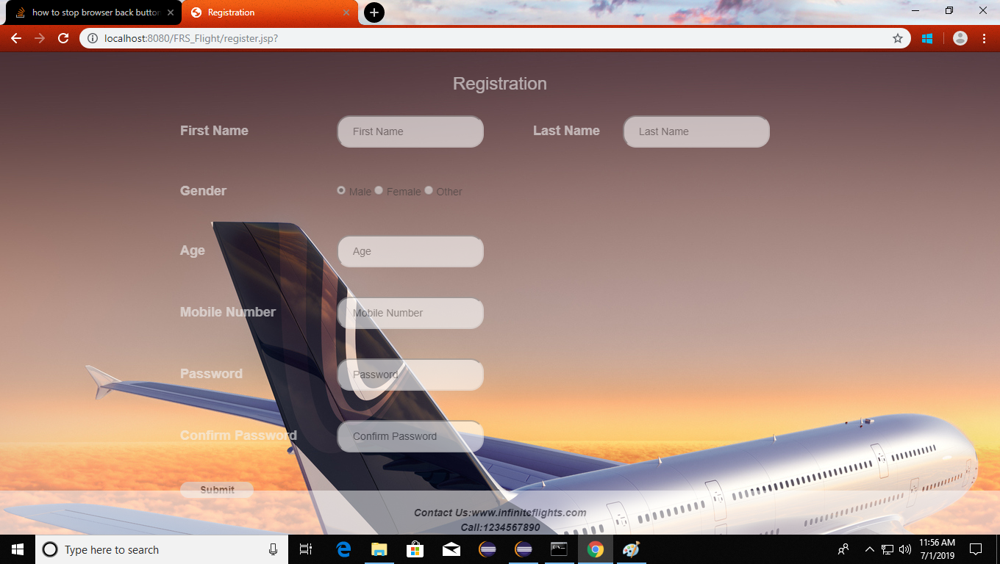 how to stop browser back button
Registration
localhost:8080/FRS_Flight/register.jsp?
Registration
First Name First Name Last Name Last Name
Gender Male Female Other
Age Age
Mobile Number Mobile Number
Password Password
Confirm Password Confirm Password
Submit
Contact Us:www.infiniteflights.com
Call:1234567890
Type here to search
11:56 AM
7/1/2019